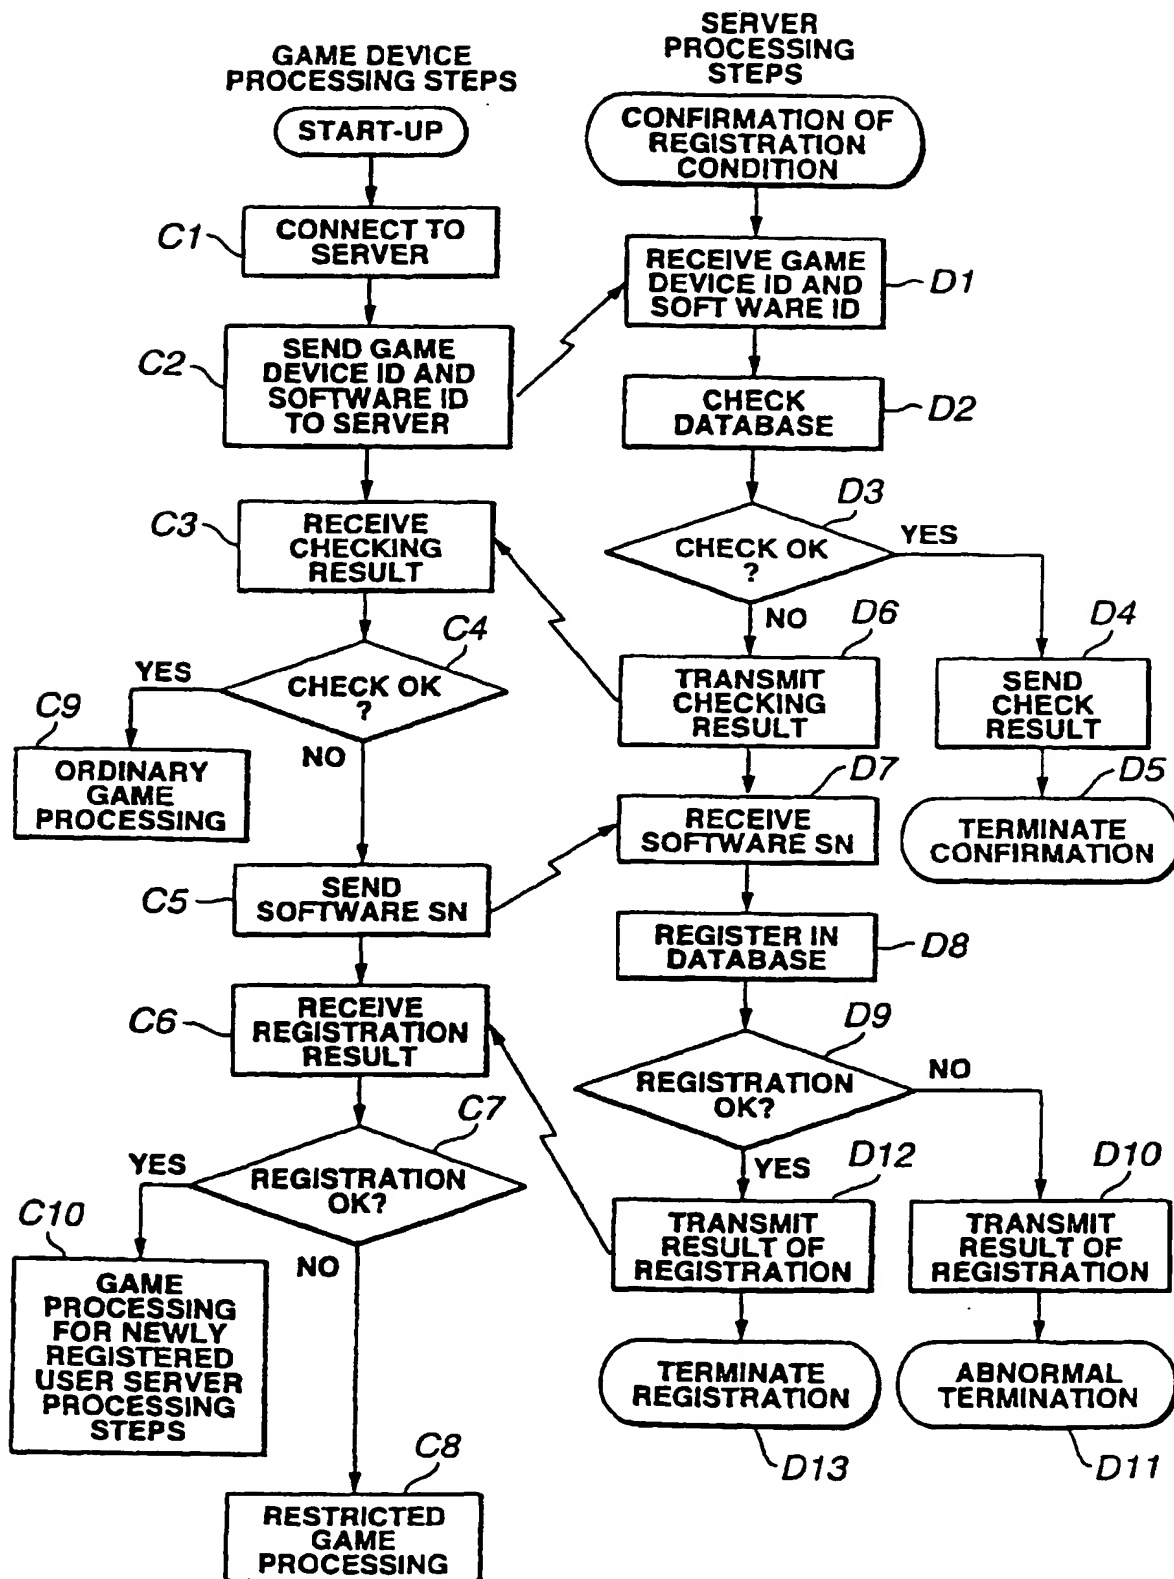 GAME DEVICE
PROCESSING STEPS
START-UP
C1
CONNECT TO
SERVER
C2
SEND GAME
DEVICE ID AND
SOFTWARE ID
TO SERVER
C3
RECEIVE
CHECKING
RESULT
C4
CHECK OK
?
YES
NO
C9
ORDINARY
GAME
PROCESSING
C5
SEND
SOFTWARE SN
C6
RECEIVE
REGISTRATION
RESULT
C7
REGISTRATION
OK?
YES
NO
C10
GAME
PROCESSING
FOR NEWLY
REGISTERED
USER SERVER
PROCESSING
STEPS
C8
RESTRICTED
GAME
PROCESSING
SERVER
PROCESSING
STEPS
CONFIRMATION OF
REGISTRATION
CONDITION
RECEIVE GAME
DEVICE ID AND
SOFT WARE ID
D1
CHECK
DATABASE
D2
D3
CHECK OK
?
YES
NO
D6
TRANSMIT
CHECKING
RESULT
D4
SEND
CHECK
RESULT
D5
TERMINATE
CONFIRMATION
D7
RECEIVE
SOFTWARE SN
REGISTER IN
DATABASE
D8
D9
REGISTRATION
OK?
NO
YES
D12
TRANSMIT
RESULT OF
REGISTRATION
D10
TRANSMIT
RESULT OF
REGISTRATION
TERMINATE
REGISTRATION
D13
ABNORMAL
TERMINATION
D11